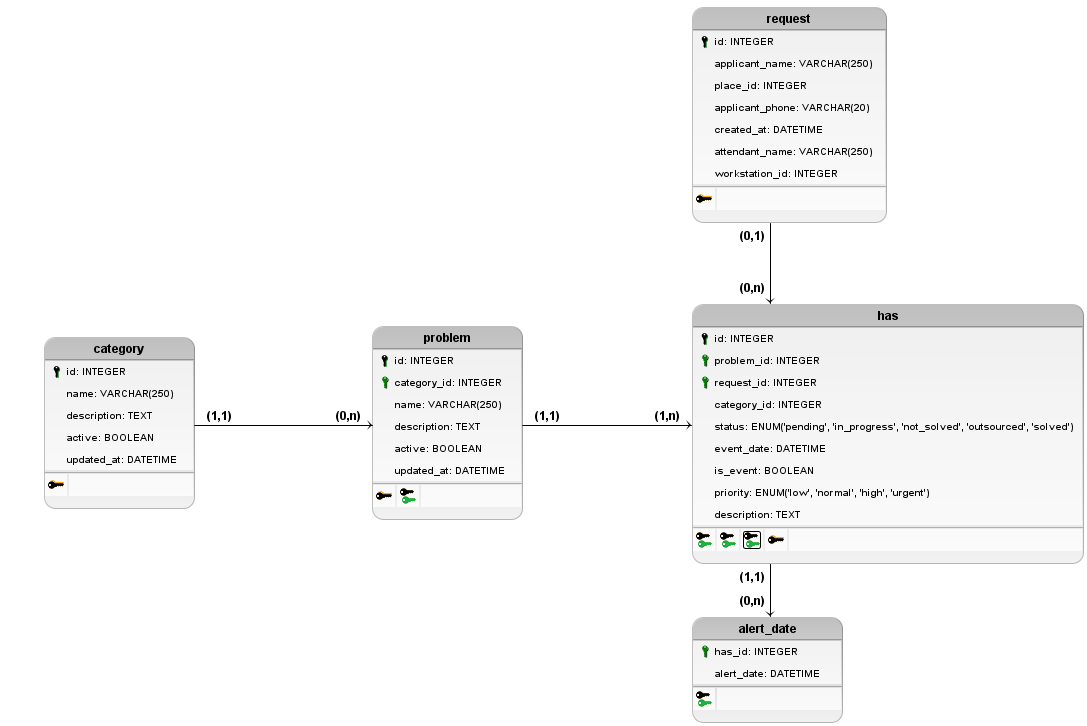 request
id: INTEGER
applicant_name: VARCHAR(250)
place_id: INTEGER
applicant_phone: VARCHAR(20)
created_at: DATETIME
attendant_name: VARCHAR(250)
workstation_id: INTEGER
(0,1)
(0,n)
category
id: INTEGER
name: VARCHAR(250)
description: TEXT
active: BOOLEAN
updated_at: DATETIME
(1,1)
(0,n)
problem
id: INTEGER
category_id: INTEGER
name: VARCHAR(250)
description: TEXT
active: BOOLEAN
updated_at: DATETIME
(1,1)
(1,n)
has
id: INTEGER
problem_id: INTEGER
request_id: INTEGER
category_id: INTEGER
status: ENUM('pending', 'in_progress', 'not_solved', 'outsourced', 'solved')
event_date: DATETIME
is_event: BOOLEAN
priority: ENUM('low', 'normal', 'high', 'urgent')
description: TEXT
(1,1)
(0,n)
alert_date
has_id: INTEGER
alert_date: DATETIME